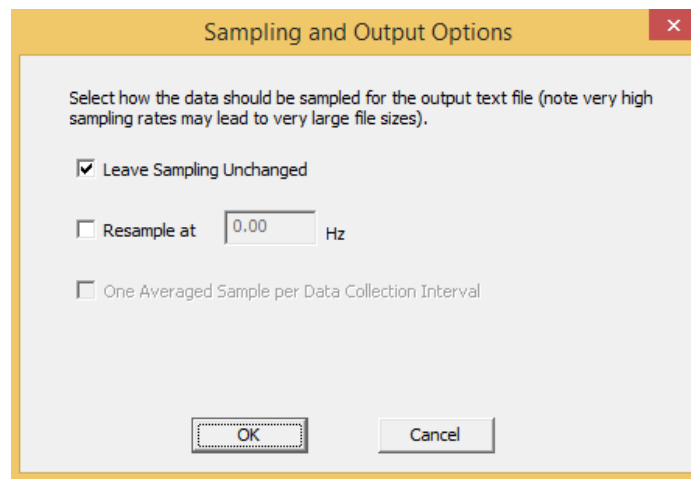 Sampling and Output Options
Select how the data should be sampled for the output text file (note very high
sampling rates may lead to very large file sizes).
Leave Sampling Unchanged
Resample at 0.00 Hz
One Averaged Sample per Data Collection Interval
OK Cancel